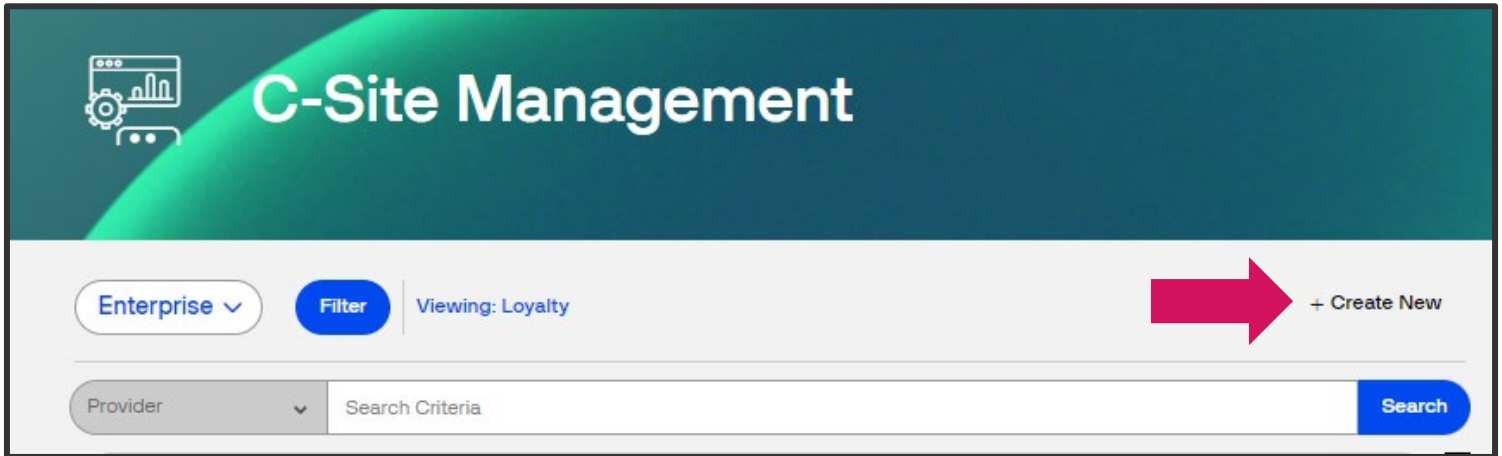 C-Site Management
Enterprise
Filter
Viewing: Loyalty
+ Create New
Provider
Search Criteria
Search